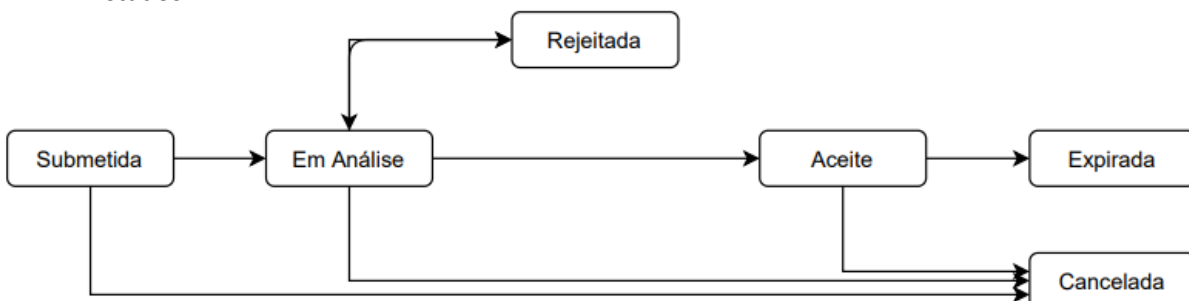 Rejeitada
Submetida
Em Análise
Aceite
Expirada
Cancelada